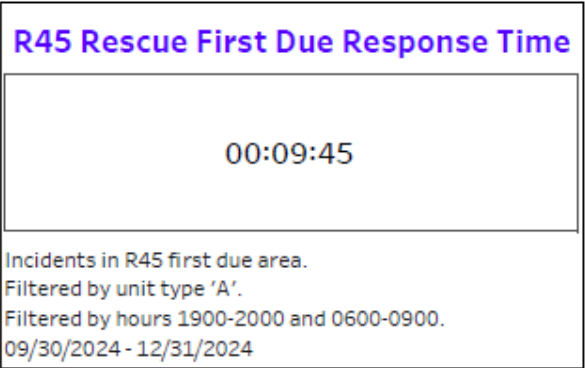 R45 Rescue First Due Response Time
00:09:45
Incidents in R45 first due area.
Filtered by unit type ‘A’.
Filtered by hours 1900-2000 and 0600-0900.
09/30/2024 - 12/31/2024